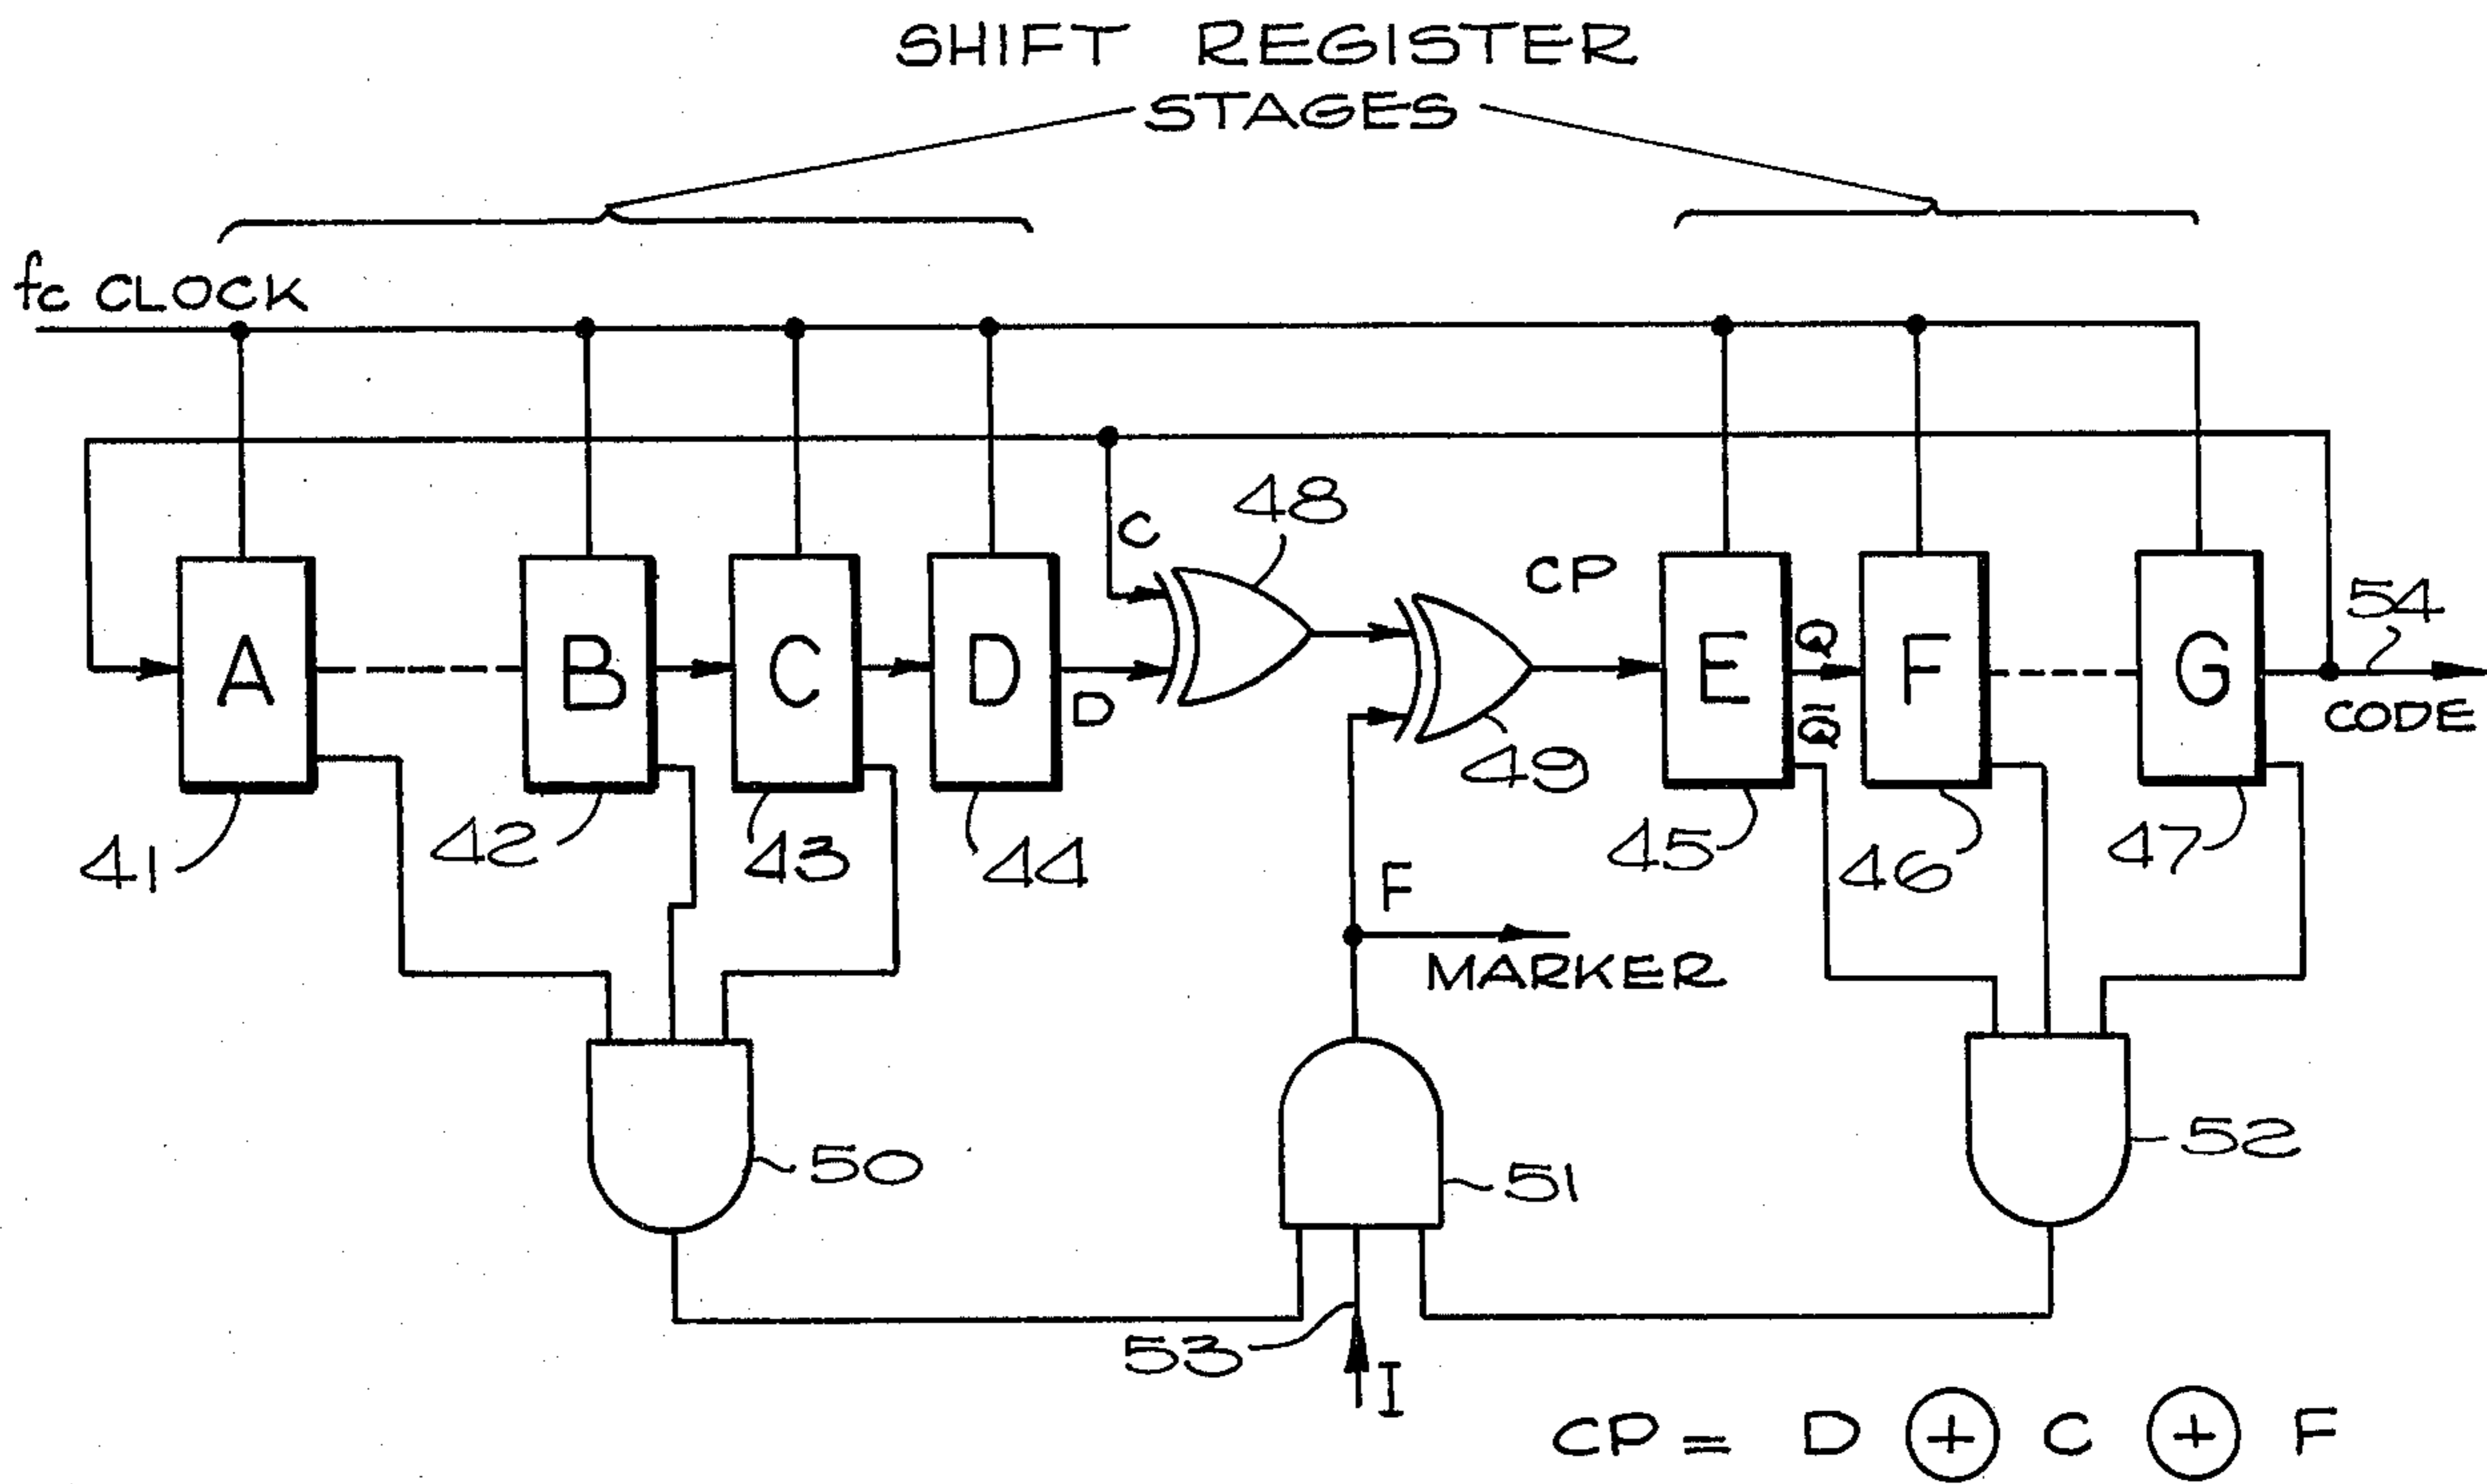 SHIFT REGISTER
STAGES
fc CLOCK
C
48
CP
54
A
B
C
D
D
E
Q
Q̅
F
G
CODE
49
41
42
43
44
45
46
47
F
MARKER
50
51
52
53
I
CP = D ⊕ C ⊕ F